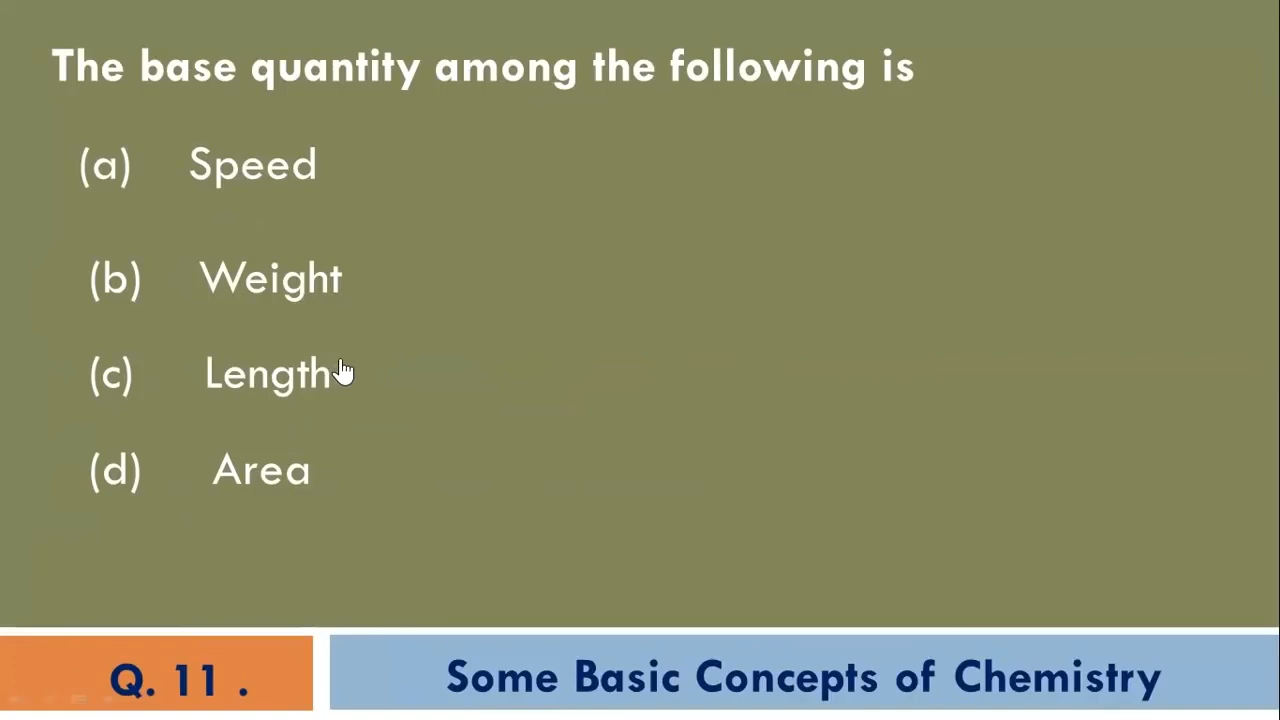 The base quantity among the following is
(a) Speed
(b) Weight
(c) Length
(d) Area
Q. 11 .
Some Basic Concepts of Chemistry